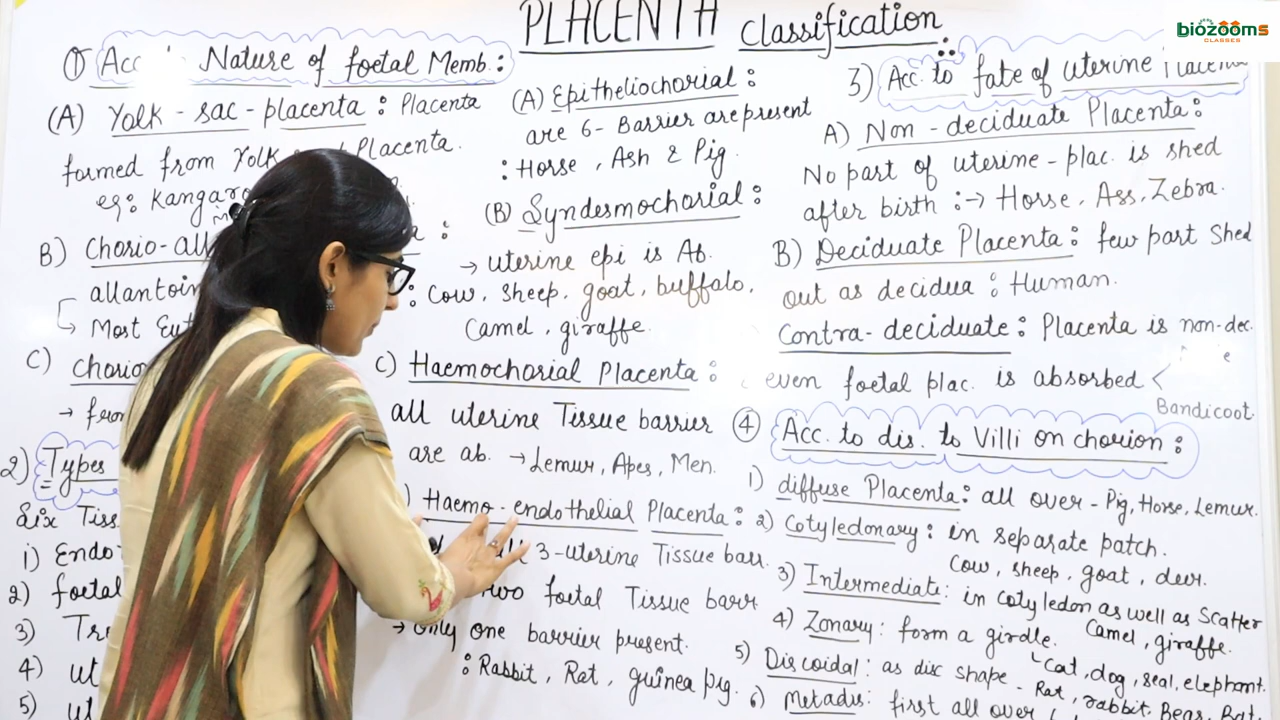 PLACENTA Classification
biozooms
CLASSES
① Acc Nature of foetal Memb:
(A) Yolk-sac-placenta : Placenta
formed from Yolk Placenta.
eg: Kangaro
B) Chorio-all :
allantoin
→ Most Eut
C) chorio
→ from
2) Types
Six Tiss
1) Endo-
2) foetal
3) Tr
4) ut
5) ut
(A) Epitheliochorial :
are 6-Barrier are present
: Horse, Ash & Pig.
(B) Syndesmochorial :
→ uterine epi is Ab.
: Cow, Sheep, goat, buffalo,
Camel, giraffe.
C) Haemochorial Placenta :
all uterine Tissue barrier
are ab. → Lemur, Apes, Men.
) Haemo-endothelial Placenta :
3-uterine Tissue barr.
two foetal Tissue barr
→ Only one barrier present.
: Rabbit, Rat, guinea pig.
3) Acc. to fate of uterine Placenta
A) Non-deciduate Placenta :
No part of uterine-plac. is shed
after birth :-→ Horse, Ass, Zebra.
B) Deciduate Placenta : few part Shed
out as decidua : Human.
Contra-deciduate : Placenta is non-dec.
even foetal plac. is absorbed <
Bandicoot.
④ Acc. to dis. to Villi on chorion :
1) diffuse Placenta : all over - Pig, Horse, Lemur.
2) Cotyledonary : in separate patch.
Cow, sheep, goat, deer.
3) Intermediate : in cotyledon as well as Scatter
Camel, giraffe.
4) Zonary : form a girdle.
Cat, dog, seal, elephant.
5) Discoidal : as disc shape - Rat, rabbit, Bear, Bat.
6) Metadis : first all over